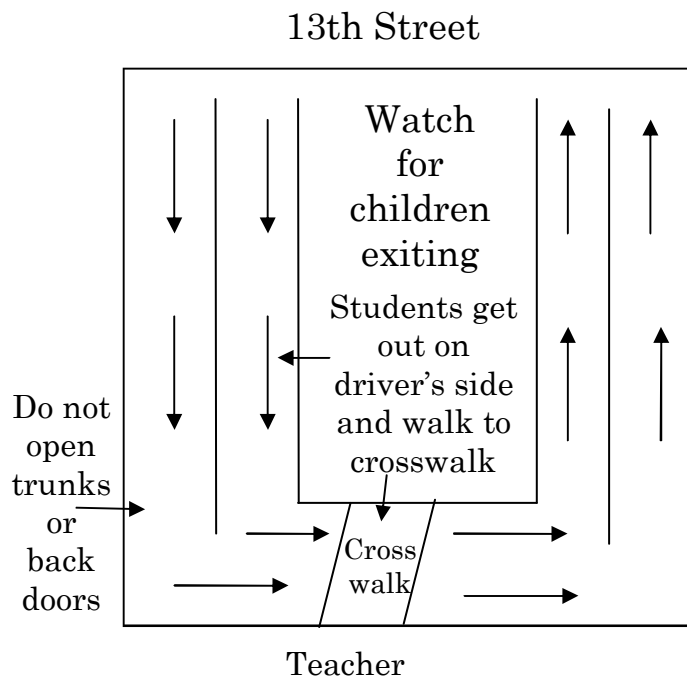 13th Street
Watch
for
children
exiting
Students get
out on
driver's side
and walk to
crosswalk
Do not
open
trunks
or
back
doors
Cross
walk
Teacher